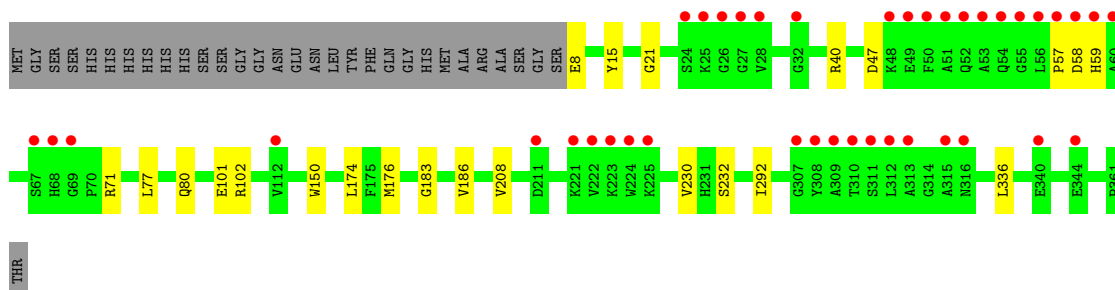 MET GLY SER SER HIS HIS HIS HIS HIS HIS SER SER GLY GLY ASN GLU ASN LEU TYR PHE GLN GLY HIS MET ALA ARG ALA SER GLY SER E8 Y15 G21 S24 K25 G26 G27 V28 G32 R40 D47 K48 E49 F50 A51 Q52 A53 Q54 G55 L56 P57 D58 H59 A60
S67 H68 G69 P70 R71 L77 Q80 E101 R102 V112 W150 L174 F175 M176 G183 V186 V208 D211 K221 V222 K223 W224 K225 V230 H231 S232 I292 G307 Y308 A309 T310 S311 L312 A313 G314 A315 N316 L336 E340 E344
THR